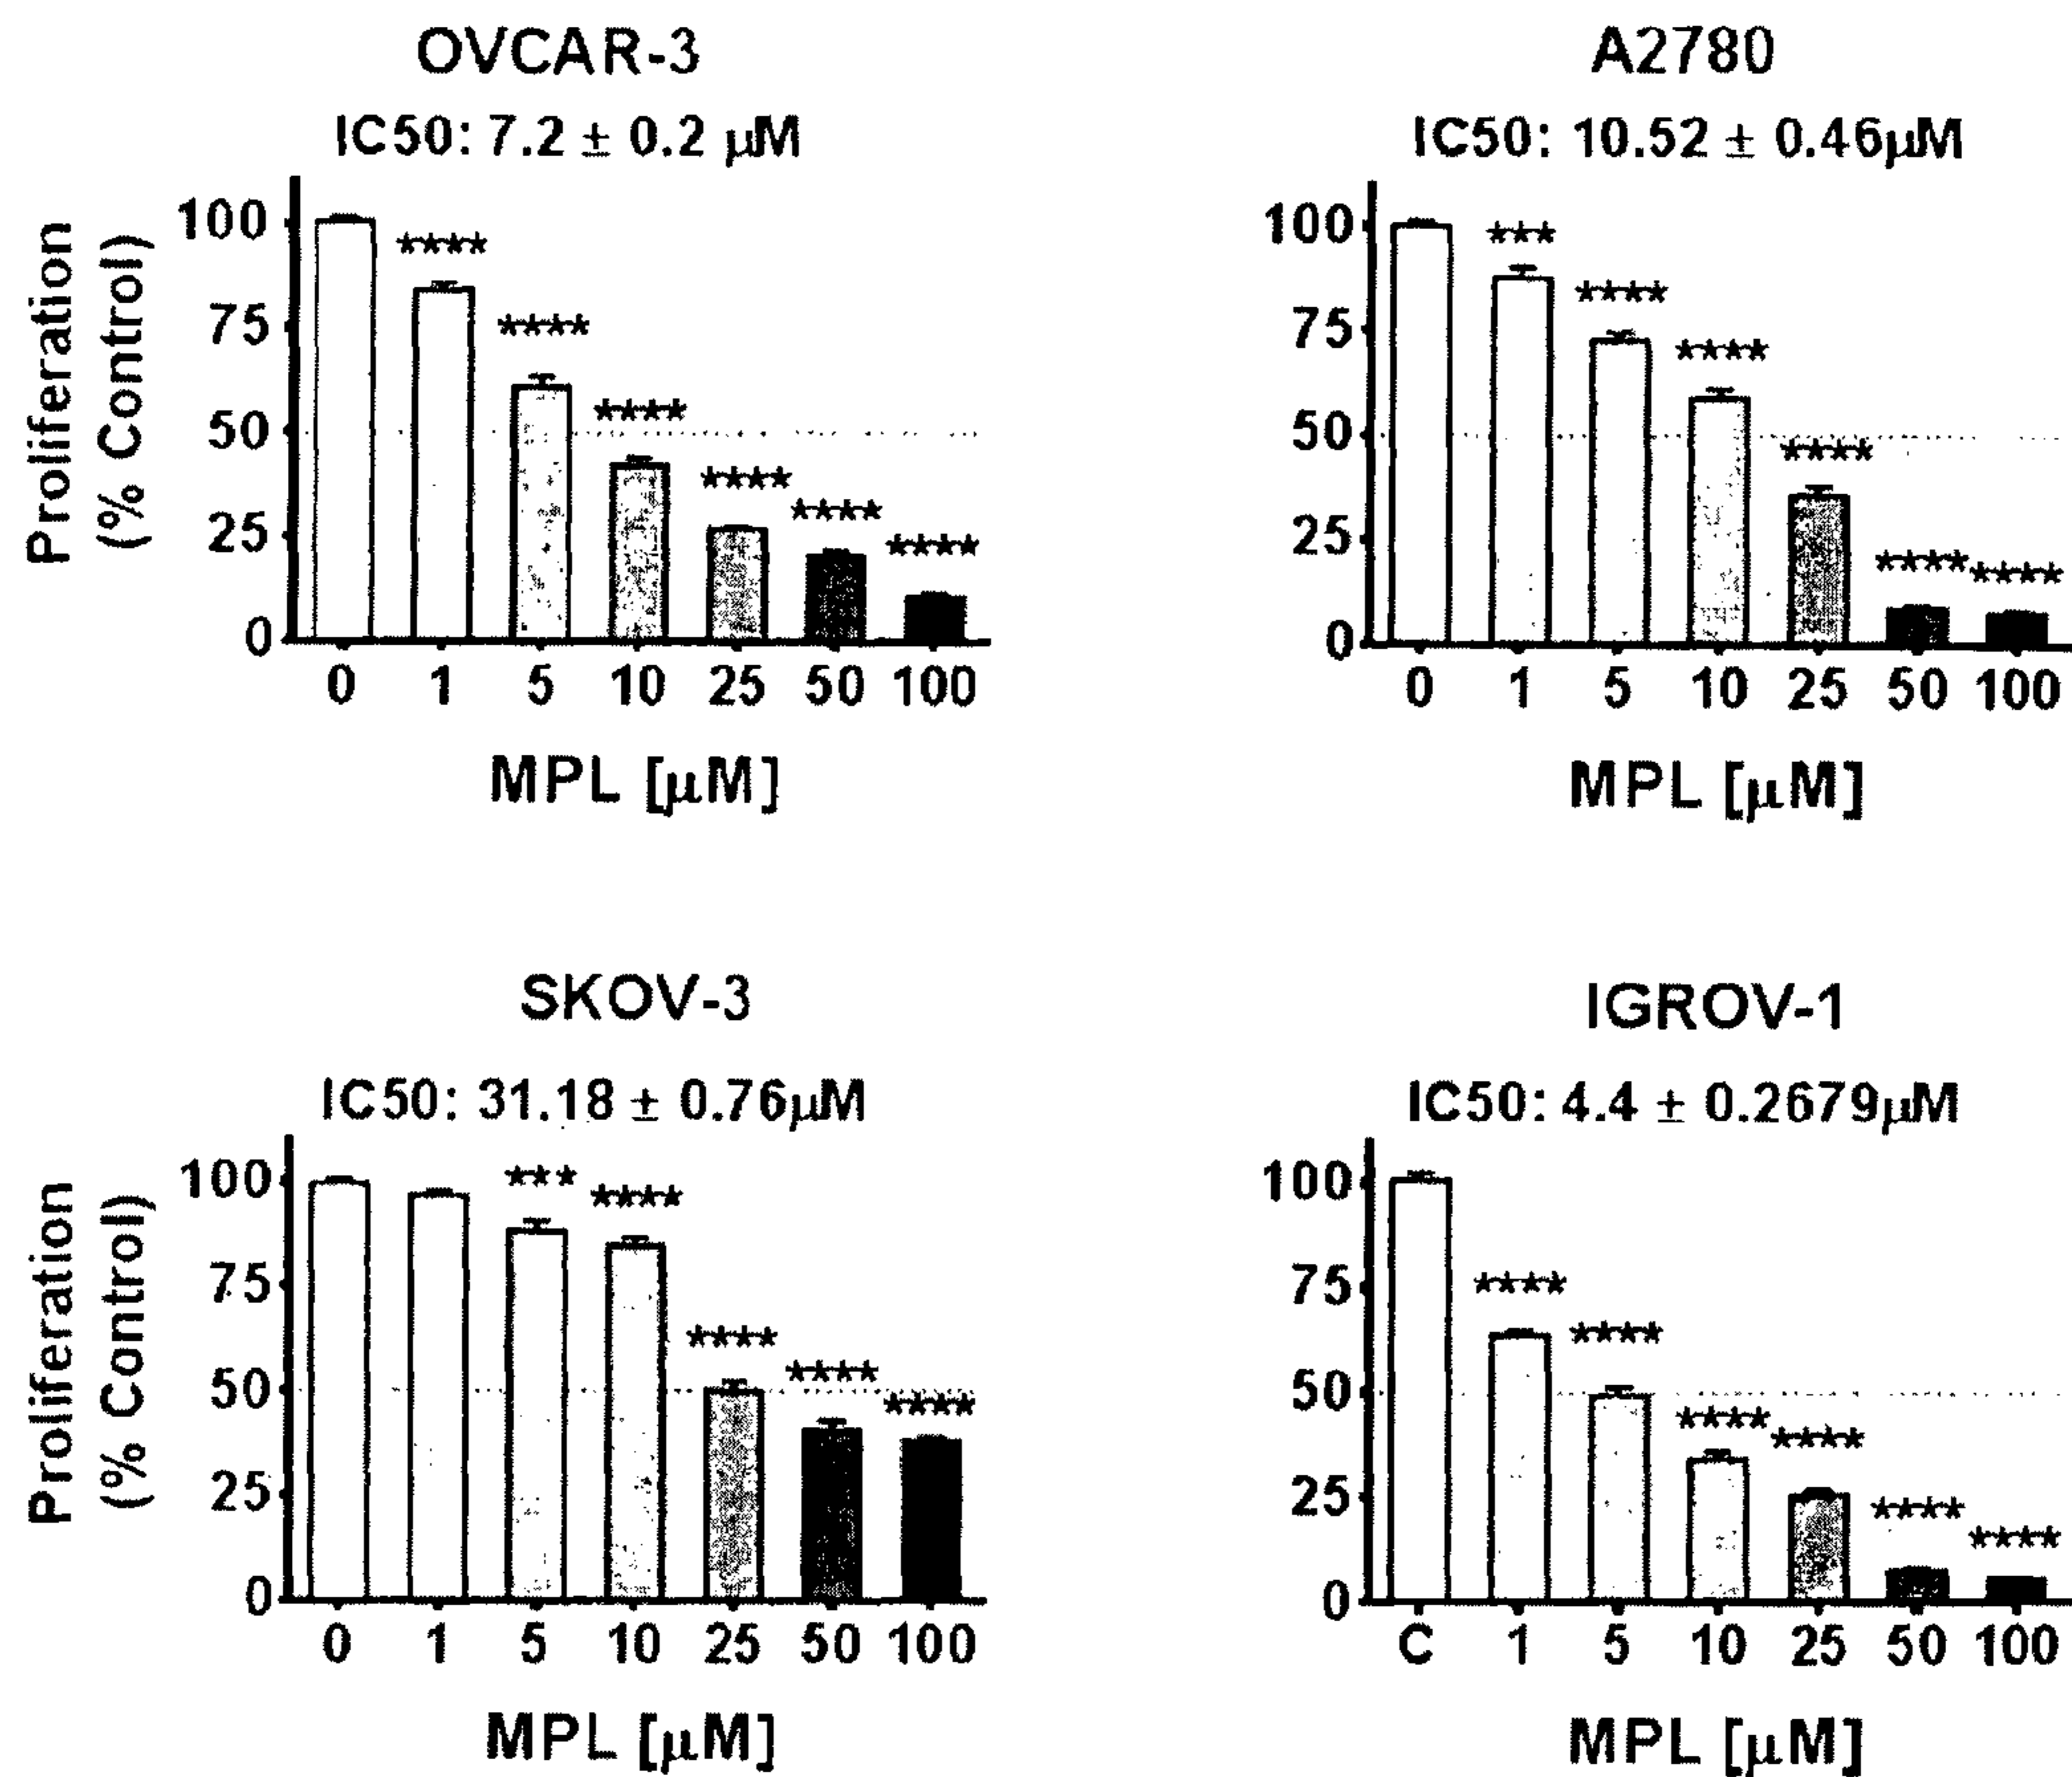 OVCAR-3
IC50: 7.2 ± 0.2 µM
Proliferation
(% Control)
100
75
50
25
0
****
****
****
****
****
****
0 1 5 10 25 50 100
MPL [µM]
A2780
IC50: 10.52 ± 0.46µM
100
75
50
25
0
***
****
****
****
****
****
0 1 5 10 25 50 100
MPL [µM]
SKOV-3
IC50: 31.18 ± 0.76µM
Proliferation
(% Control)
100
75
50
25
0
***
****
****
****
****
0 1 5 10 25 50 100
MPL [µM]
IGROV-1
IC50: 4.4 ± 0.2679µM
100
75
50
25
0
****
****
****
****
****
****
C 1 5 10 25 50 100
MPL [µM]